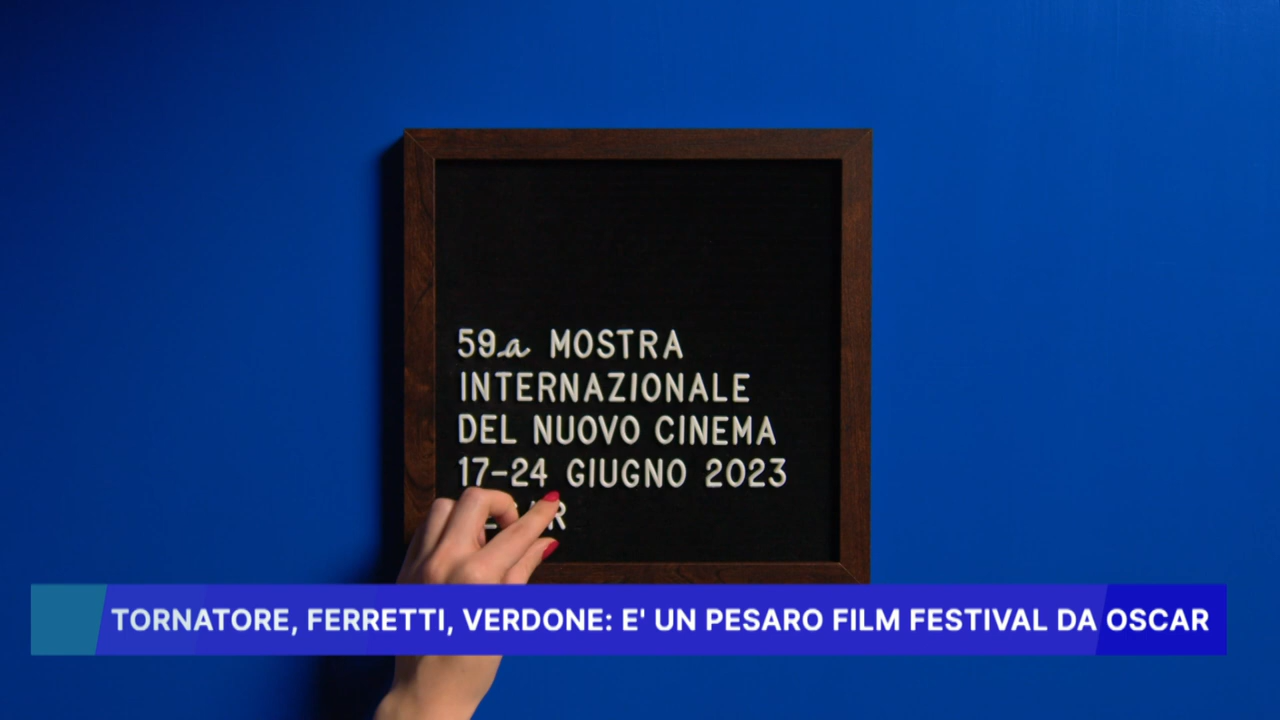 59a MOSTRA
INTERNAZIONALE
DEL NUOVO CINEMA
17-24 GIUGNO 2023
TORNATORE, FERRETTI, VERDONE: E' UN PESARO FILM FESTIVAL DA OSCAR